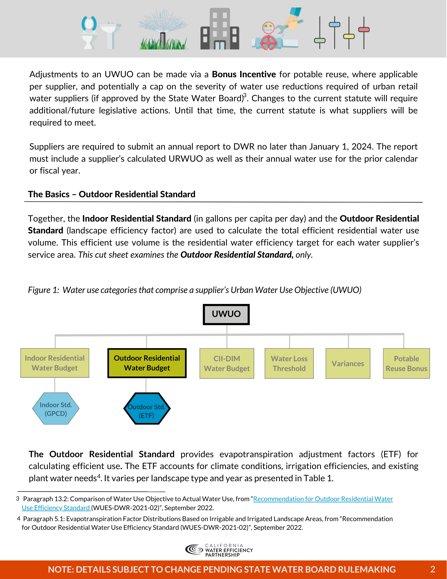 Adjustments to an UWUO can be made via a Bonus Incentive for potable reuse, where applicable
per supplier, and potentially a cap on the severity of water use reductions required of urban retail
water suppliers (if approved by the State Water Board)3. Changes to the current statute will require
additional/future legislative actions. Until that time, the current statute is what suppliers will be
required to meet.
Suppliers are required to submit an annual report to DWR no later than January 1, 2024. The report
must include a supplier's calculated URWUO as well as their annual water use for the prior calendar
or fiscal year.
The Basics – Outdoor Residential Standard
Together, the Indoor Residential Standard (in gallons per capita per day) and the Outdoor Residential
Standard (landscape efficiency factor) are used to calculate the total efficient residential water use
volume. This efficient use volume is the residential water efficiency target for each water supplier's
service area. This cut sheet examines the Outdoor Residential Standard, only.
Figure 1: Water use categories that comprise a supplier's Urban Water Use Objective (UWUO)
UWUO
Indoor Residential
Water Budget
Outdoor Residential
Water Budget
CII-DIM
Water Budget
Water Loss
Threshold
Variances
Potable
Reuse Bonus
Indoor Std.
(GPCD)
Outdoor Std.
(ETF)
The Outdoor Residential Standard provides evapotranspiration adjustment factors (ETF) for
calculating efficient use. The ETF accounts for climate conditions, irrigation efficiencies, and existing
plant water needs4. It varies per landscape type and year as presented in Table 1.
3 Paragraph 13.2: Comparison of Water Use Objective to Actual Water Use, from "Recommendation for Outdoor Residential Water
Use Efficiency Standard (WUES-DWR-2021-02)", September 2022.
4 Paragraph 5.1: Evapotranspiration Factor Distributions Based on Irrigable and Irrigated Landscape Areas, from "Recommendation
for Outdoor Residential Water Use Efficiency Standard (WUES-DWR-2021-02)", September 2022.
CALIFORNIA
WATER EFFICIENCY
PARTNERSHIP
NOTE: DETAILS SUBJECT TO CHANGE PENDING STATE WATER BOARD RULEMAKING 2